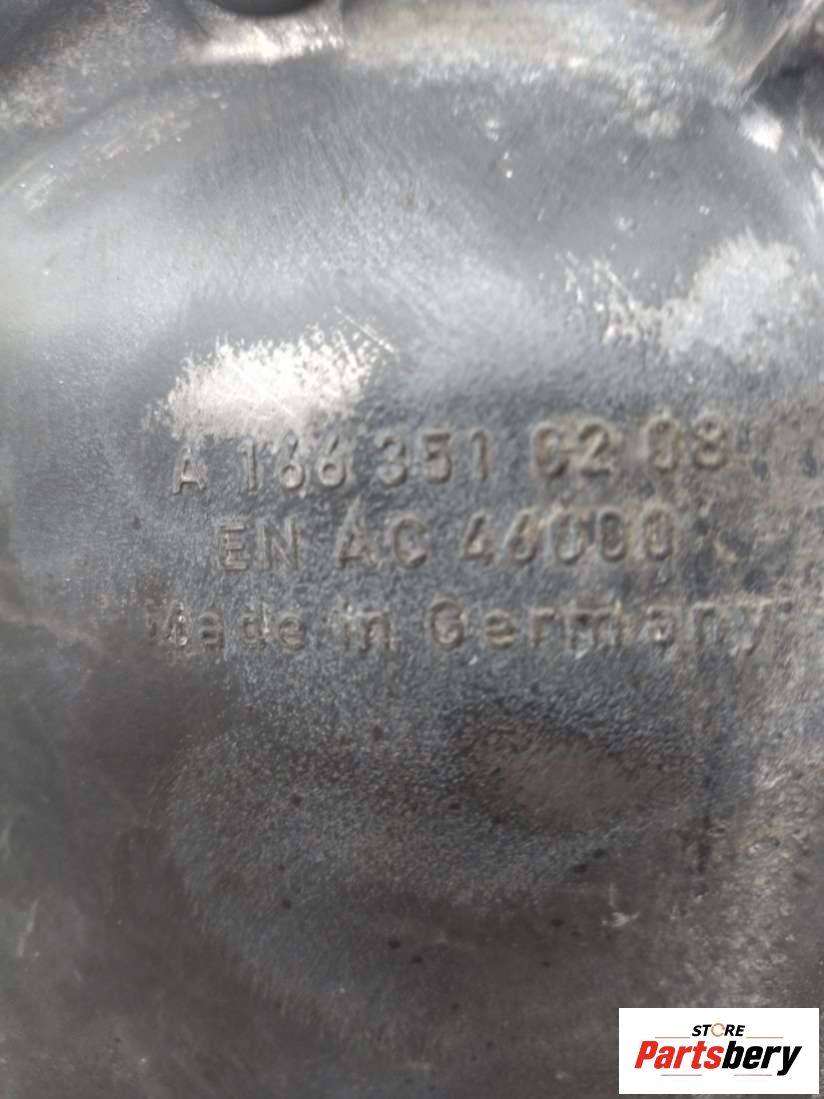 A 166 351 02 08
EN AC 46000
Made in Germany
STORE
Partsbery